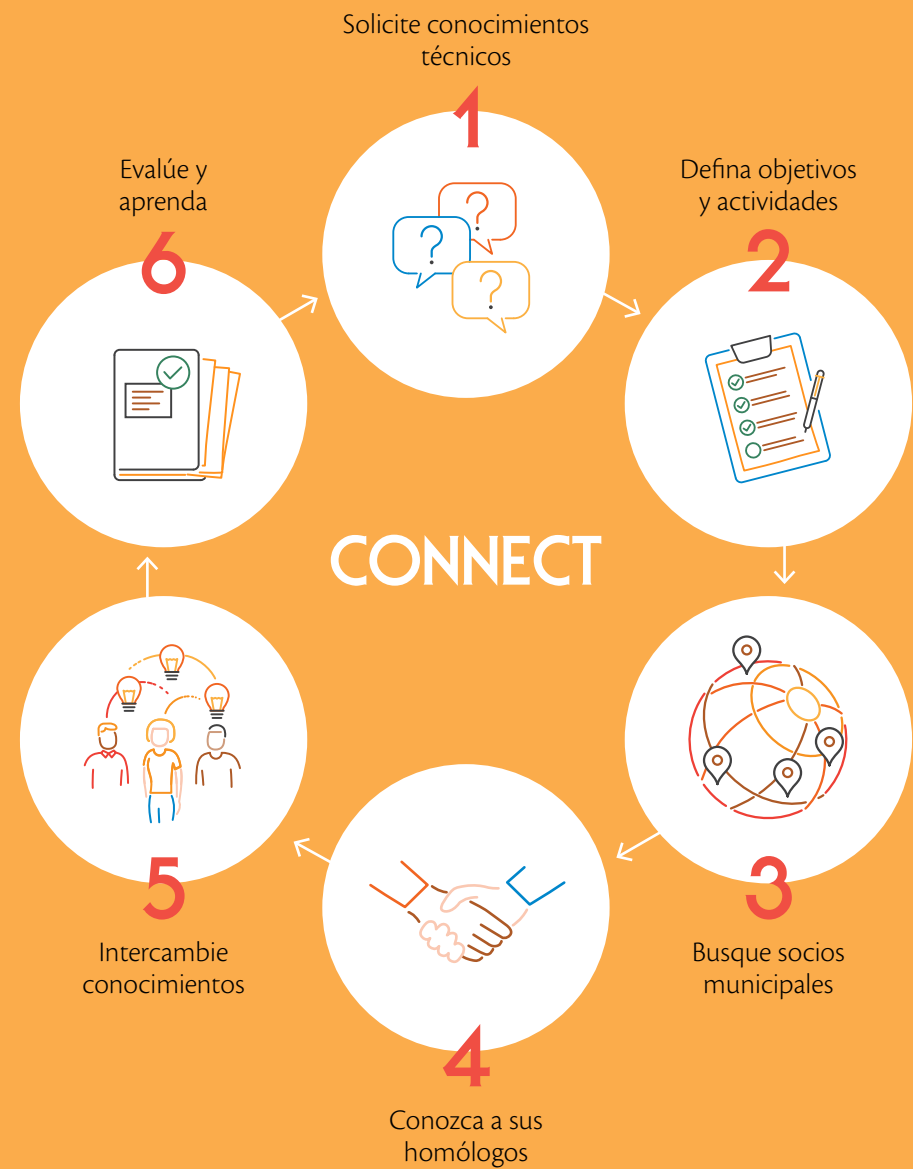 1
Solicite conocimientos
técnicos
2
Defina objetivos
y actividades
3
Busque socios
municipales
4
Conozca a sus
homólogos
5
Intercambie
conocimientos
6
Evalúe y
aprenda
CONNECT
? 
?
?